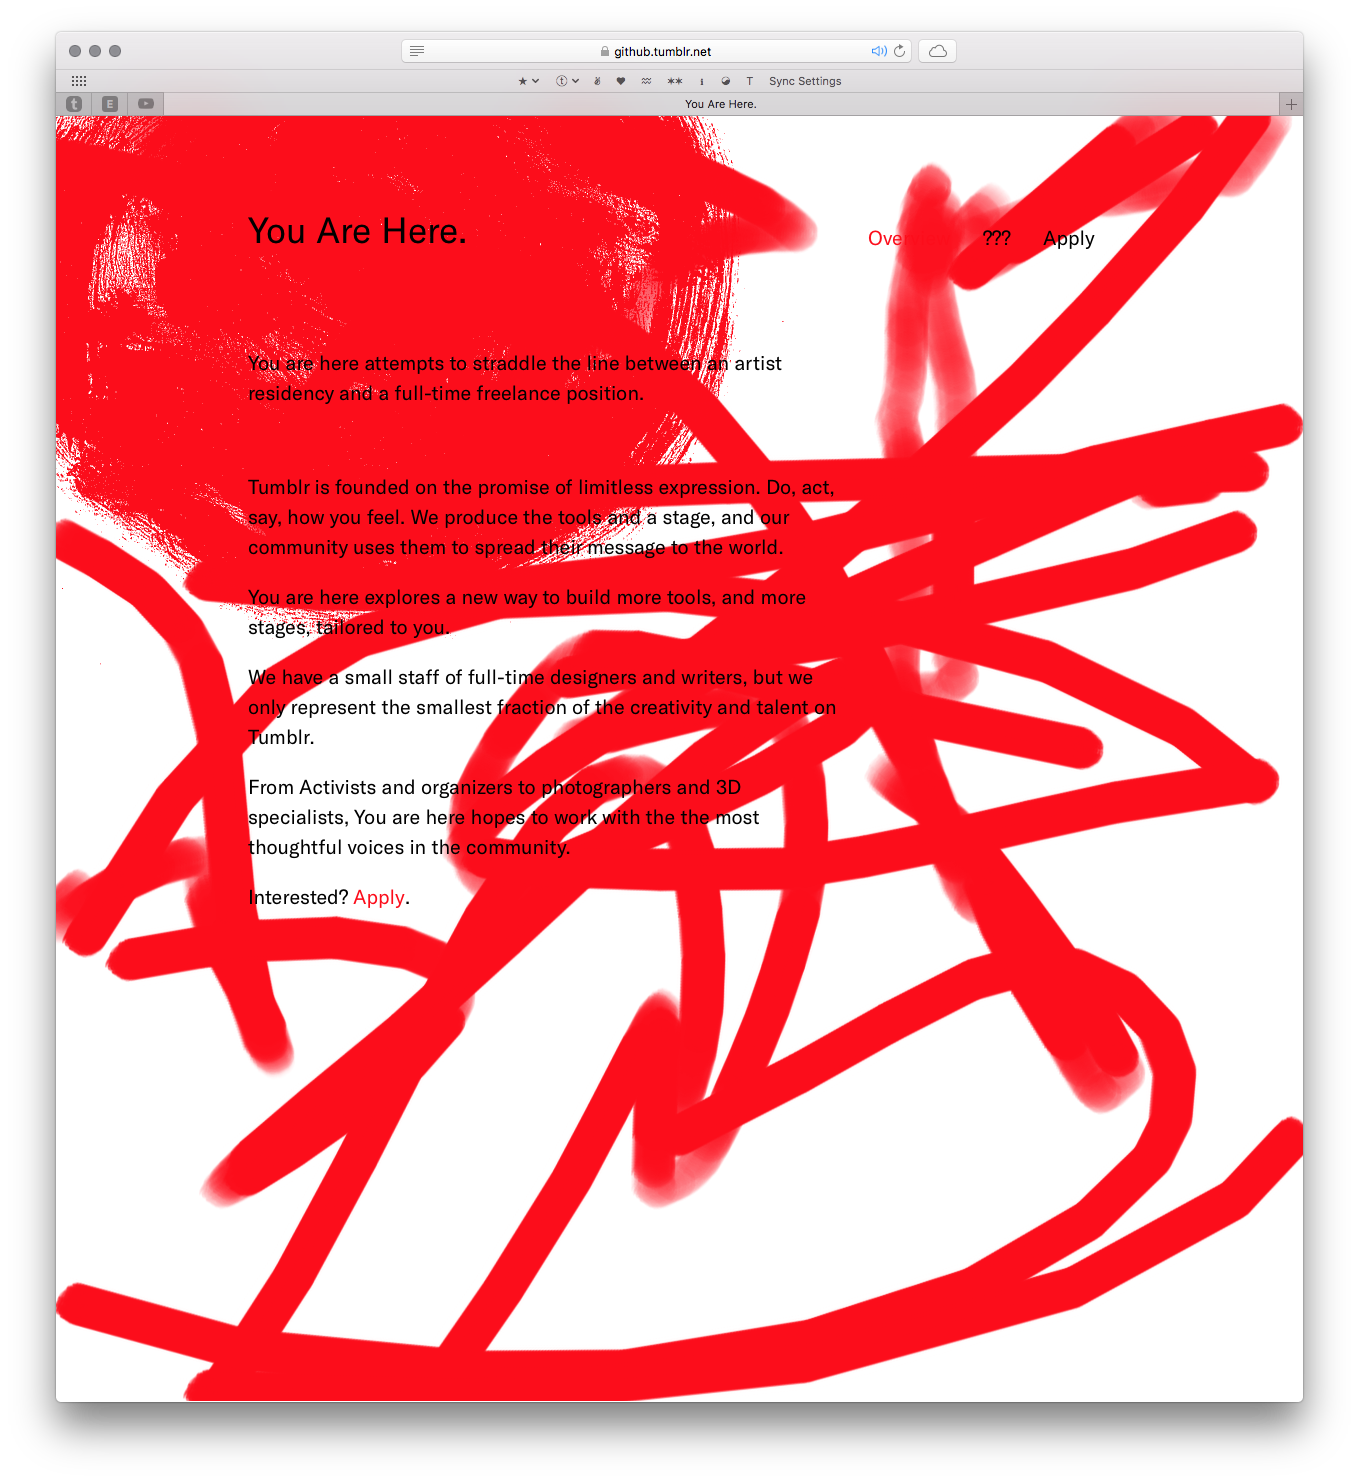 github.tumblr.net
T Sync Settings
t E You Are Here.
You Are Here.
Overview ??? Apply
You are here attempts to straddle the line between an artist
residency and a full-time freelance position.
Tumblr is founded on the promise of limitless expression. Do, act,
say, how you feel. We produce the tools and a stage, and our
community uses them to spread their message to the world.
You are here explores a new way to build more tools, and more
stages, tailored to you.
We have a small staff of full-time designers and writers, but we
only represent the smallest fraction of the creativity and talent on
Tumblr.
From Activists and organizers to photographers and 3D
specialists, You are here hopes to work with the the most
thoughtful voices in the community.
Interested? Apply.